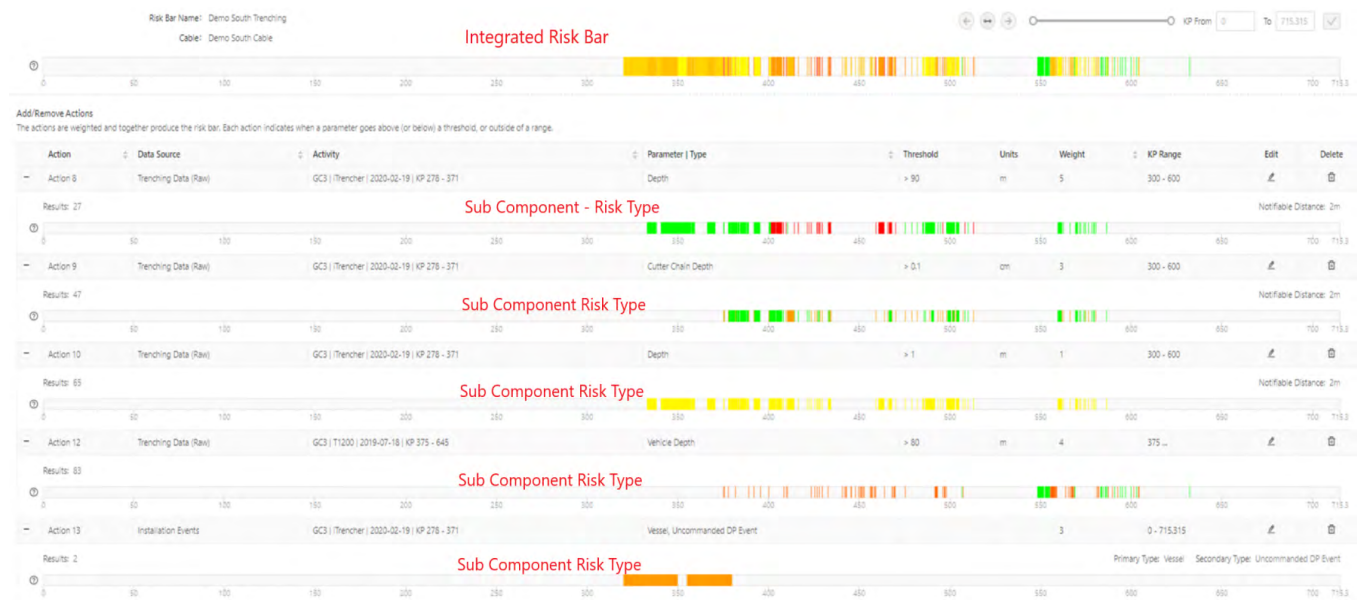 Risk Bar Name: Demo South Trenching
KP From 0 To 715.315
Cable: Demo South Cable
Integrated Risk Bar
0 50 100 150 200 250 300 350 400 450 500 550 600 650 700 715.3
Add/Remove Actions
The actions are weighted and together produce the risk bar. Each action indicates when a parameter goes above (or below) a threshold, or outside of a range.
Action Data Source Activity Parameter | Type Threshold Units Weight KP Range Edit Delete
Action 8 Trenching Data (Raw) GC3 | iTrencher | 2020-02-19 | KP 278 - 371 Depth > 90 m 5 300 - 600
Results: 27 Notifiable Distance: 2m
Sub Component - Risk Type
0 50 100 150 200 250 300 350 400 450 500 550 600 650 700 715.3
Action 9 Trenching Data (Raw) GC3 | iTrencher | 2020-02-19 | KP 278 - 371 Cutter Chain Depth > 0.1 cm 3 300 - 600
Results: 47 Notifiable Distance: 2m
Sub Component Risk Type
0 50 100 150 200 250 300 350 400 450 500 550 600 650 700 715.3
Action 10 Trenching Data (Raw) GC3 | iTrencher | 2020-02-19 | KP 278 - 371 Depth > 1 m 1 300 - 600
Results: 65 Notifiable Distance: 2m
Sub Component Risk Type
0 50 100 150 200 250 300 350 400 450 500 550 600 650 700 715.3
Action 12 Trenching Data (Raw) GC3 | T1200 | 2019-07-18 | KP 375 - 645 Vehicle Depth > 80 m 4 375 ...
Results: 83
Sub Component Risk Type
0 50 100 150 200 250 300 350 400 450 500 550 600 650 700 715.3
Action 13 Installation Events GC3 | iTrencher | 2020-02-19 | KP 278 - 371 Vessel, Uncommanded DP Event 3 0 - 715.315
Results: 2 Primary Type: Vessel Secondary Type: Uncommanded DP Event
Sub Component Risk Type
0 50 100 150 200 250 300 350 400 450 500 550 600 650 700 715.3